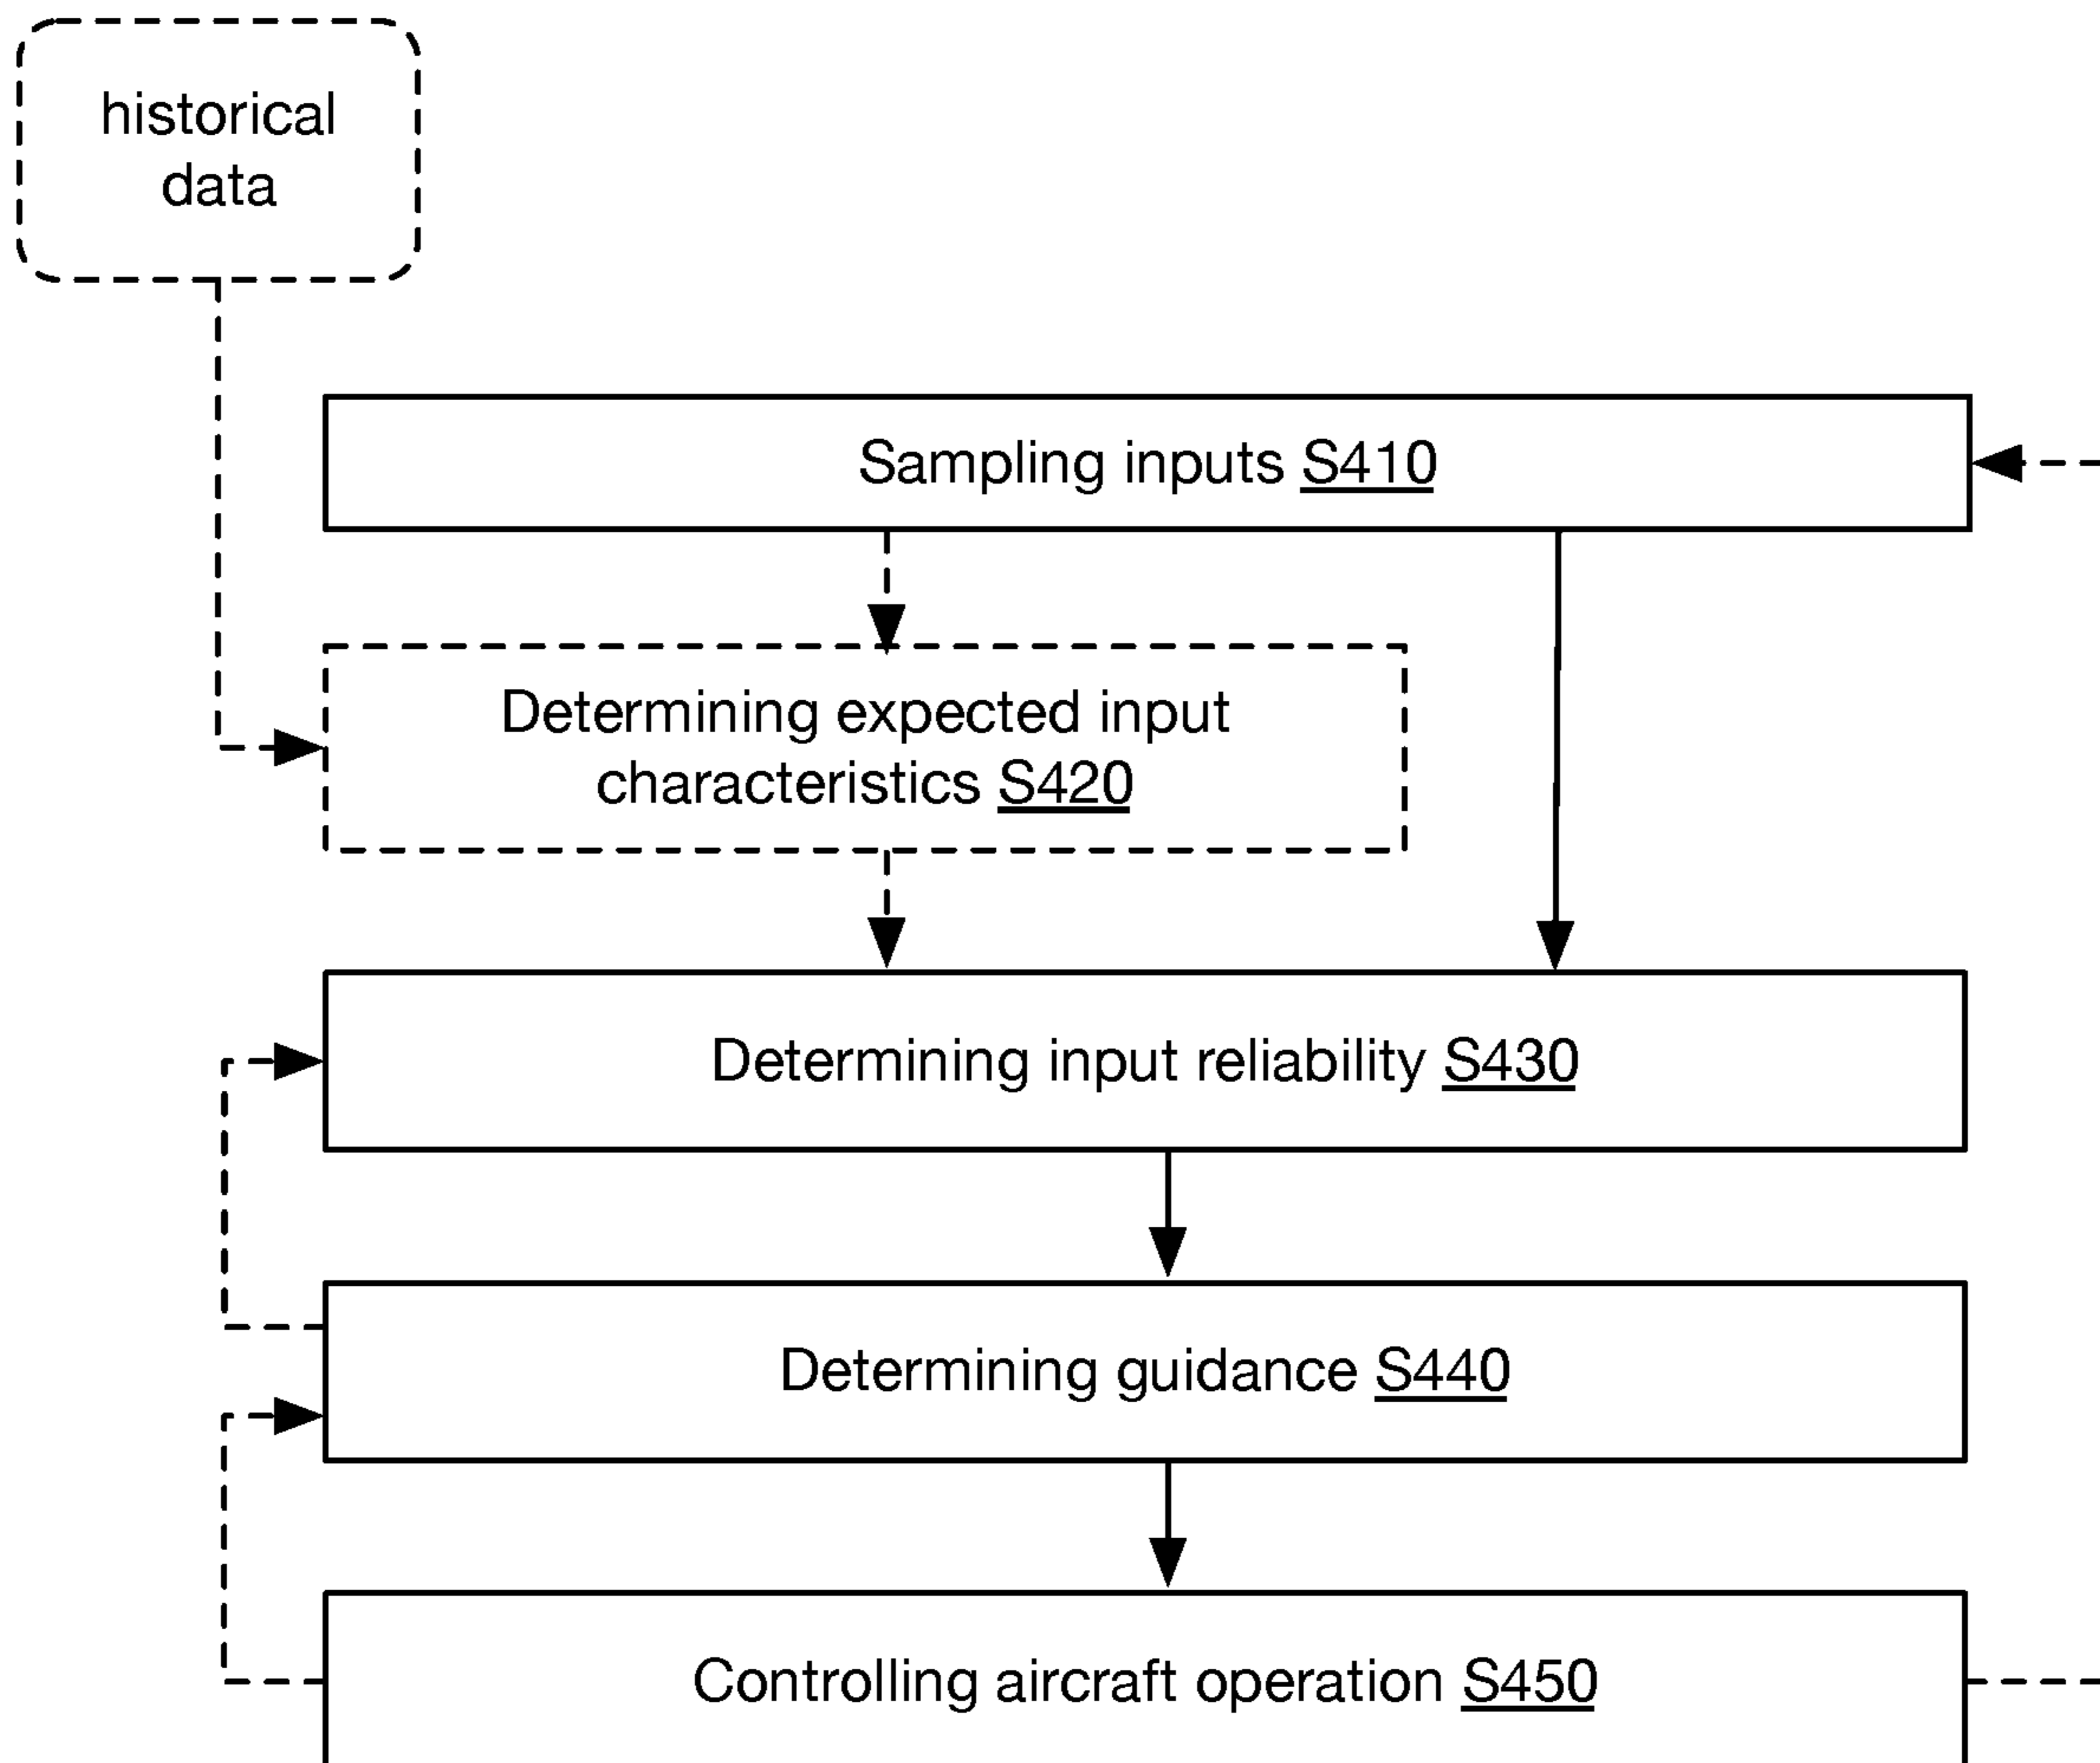 historical
data
Sampling inputs S410
Determining expected input
characteristics S420
Determining input reliability S430
Determining guidance S440
Controlling aircraft operation S450